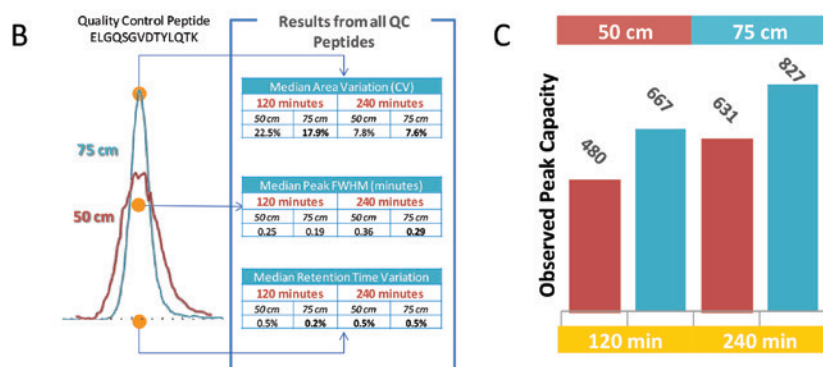 B
Quality Control Peptide
ELGQSGVDTYLQTK
75 cm
50 cm
Results from all QC
Peptides
Median Area Variation (CV)
120 minutes 240 minutes
50 cm 75 cm 50 cm 75 cm
22.5% 17.9% 7.8% 7.6%
Median Peak FWHM (minutes)
120 minutes 240 minutes
50 cm 75 cm 50 cm 75 cm
0.25 0.19 0.36 0.29
Median Retention Time Variation
120 minutes 240 minutes
50 cm 75 cm 50 cm 75 cm
0.5% 0.2% 0.5% 0.5%
C
50 cm 75 cm
Observed Peak Capacity
480
667
631
827
120 min 240 min